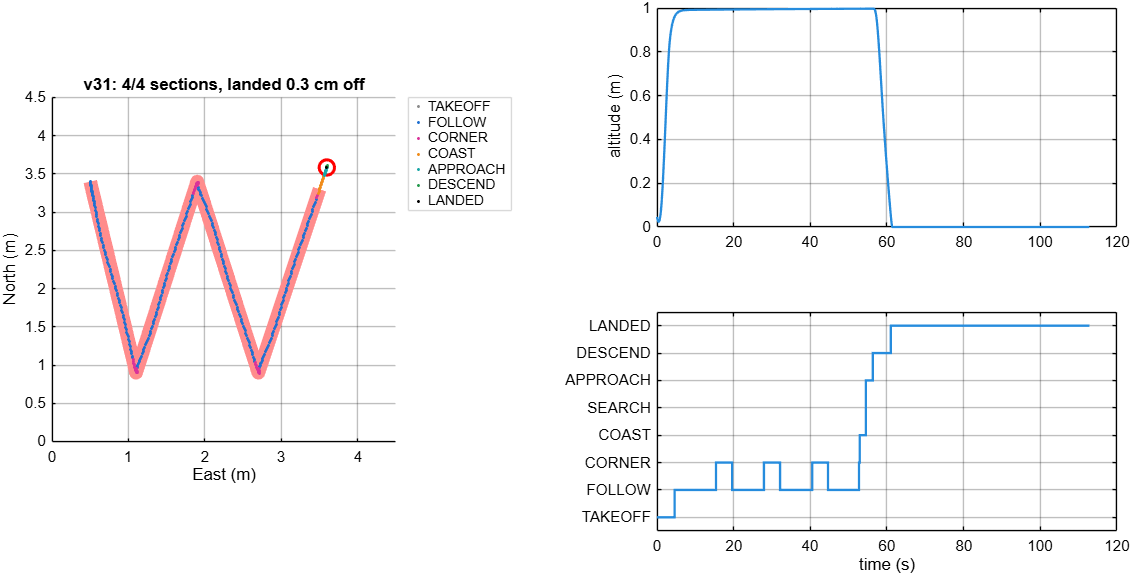 v31: 4/4 sections, landed 0.3 cm off
4.5
4
3.5
3
2.5
2
1.5
1
0.5
0
North (m)
0
1
2
3
4
East (m)
TAKEOFF
FOLLOW
CORNER
COAST
APPROACH
DESCEND
LANDED
1
0.8
0.6
0.4
0.2
0
altitude (m)
0
20
40
60
80
100
120
LANDED
DESCEND
APPROACH
SEARCH
COAST
CORNER
FOLLOW
TAKEOFF
0
20
40
60
80
100
120
time (s)